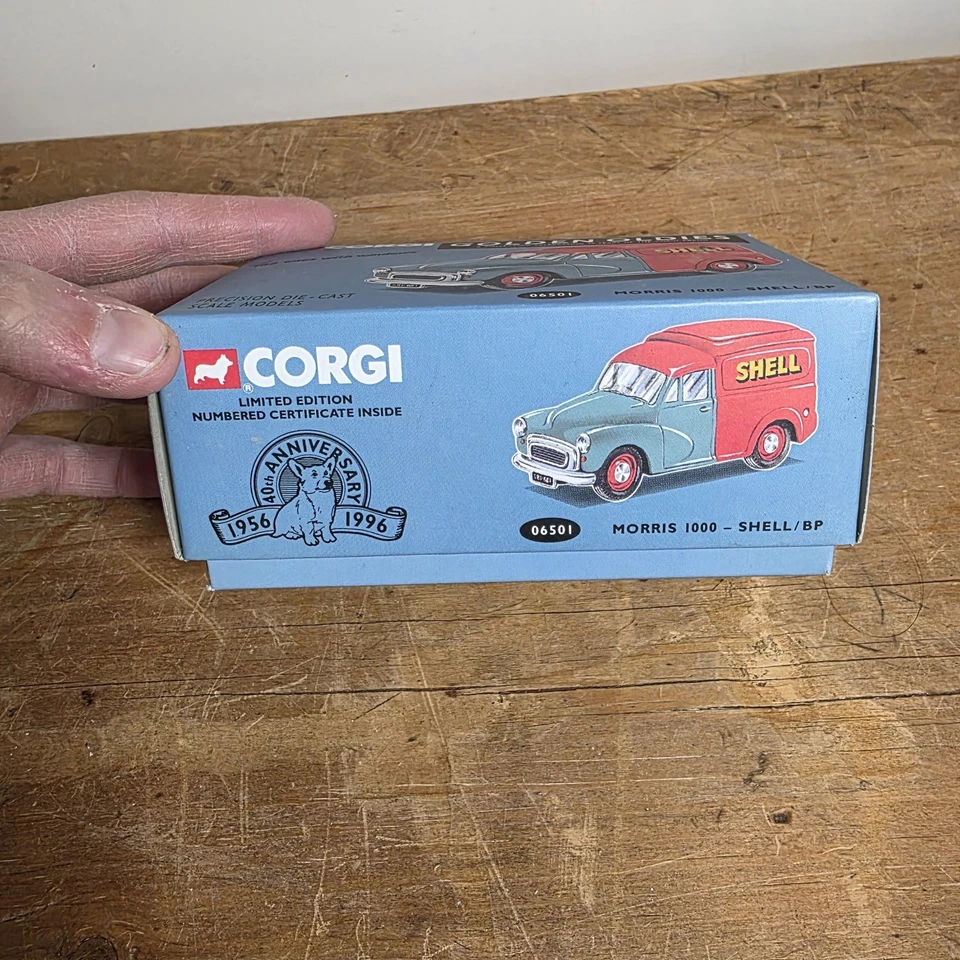 CORGI GOLDEN OLDIES
SHELL
PRECISION DIE-CAST
SCALE MODELS
06501 MORRIS 1000 – SHELL/BP
CORGI
®
LIMITED EDITION
NUMBERED CERTIFICATE INSIDE
40th ANNIVERSARY
1956 1996
SHELL
06501 MORRIS 1000 – SHELL/BP